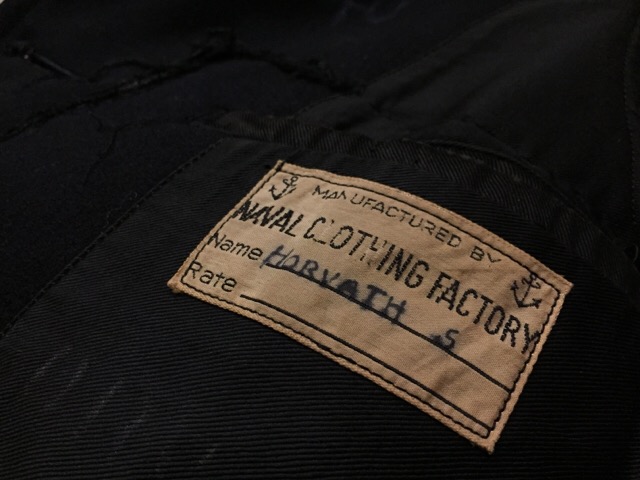 MANUFACTURED BY
NAVAL CLOTHING FACTORY
Name HORVATH S
Rate